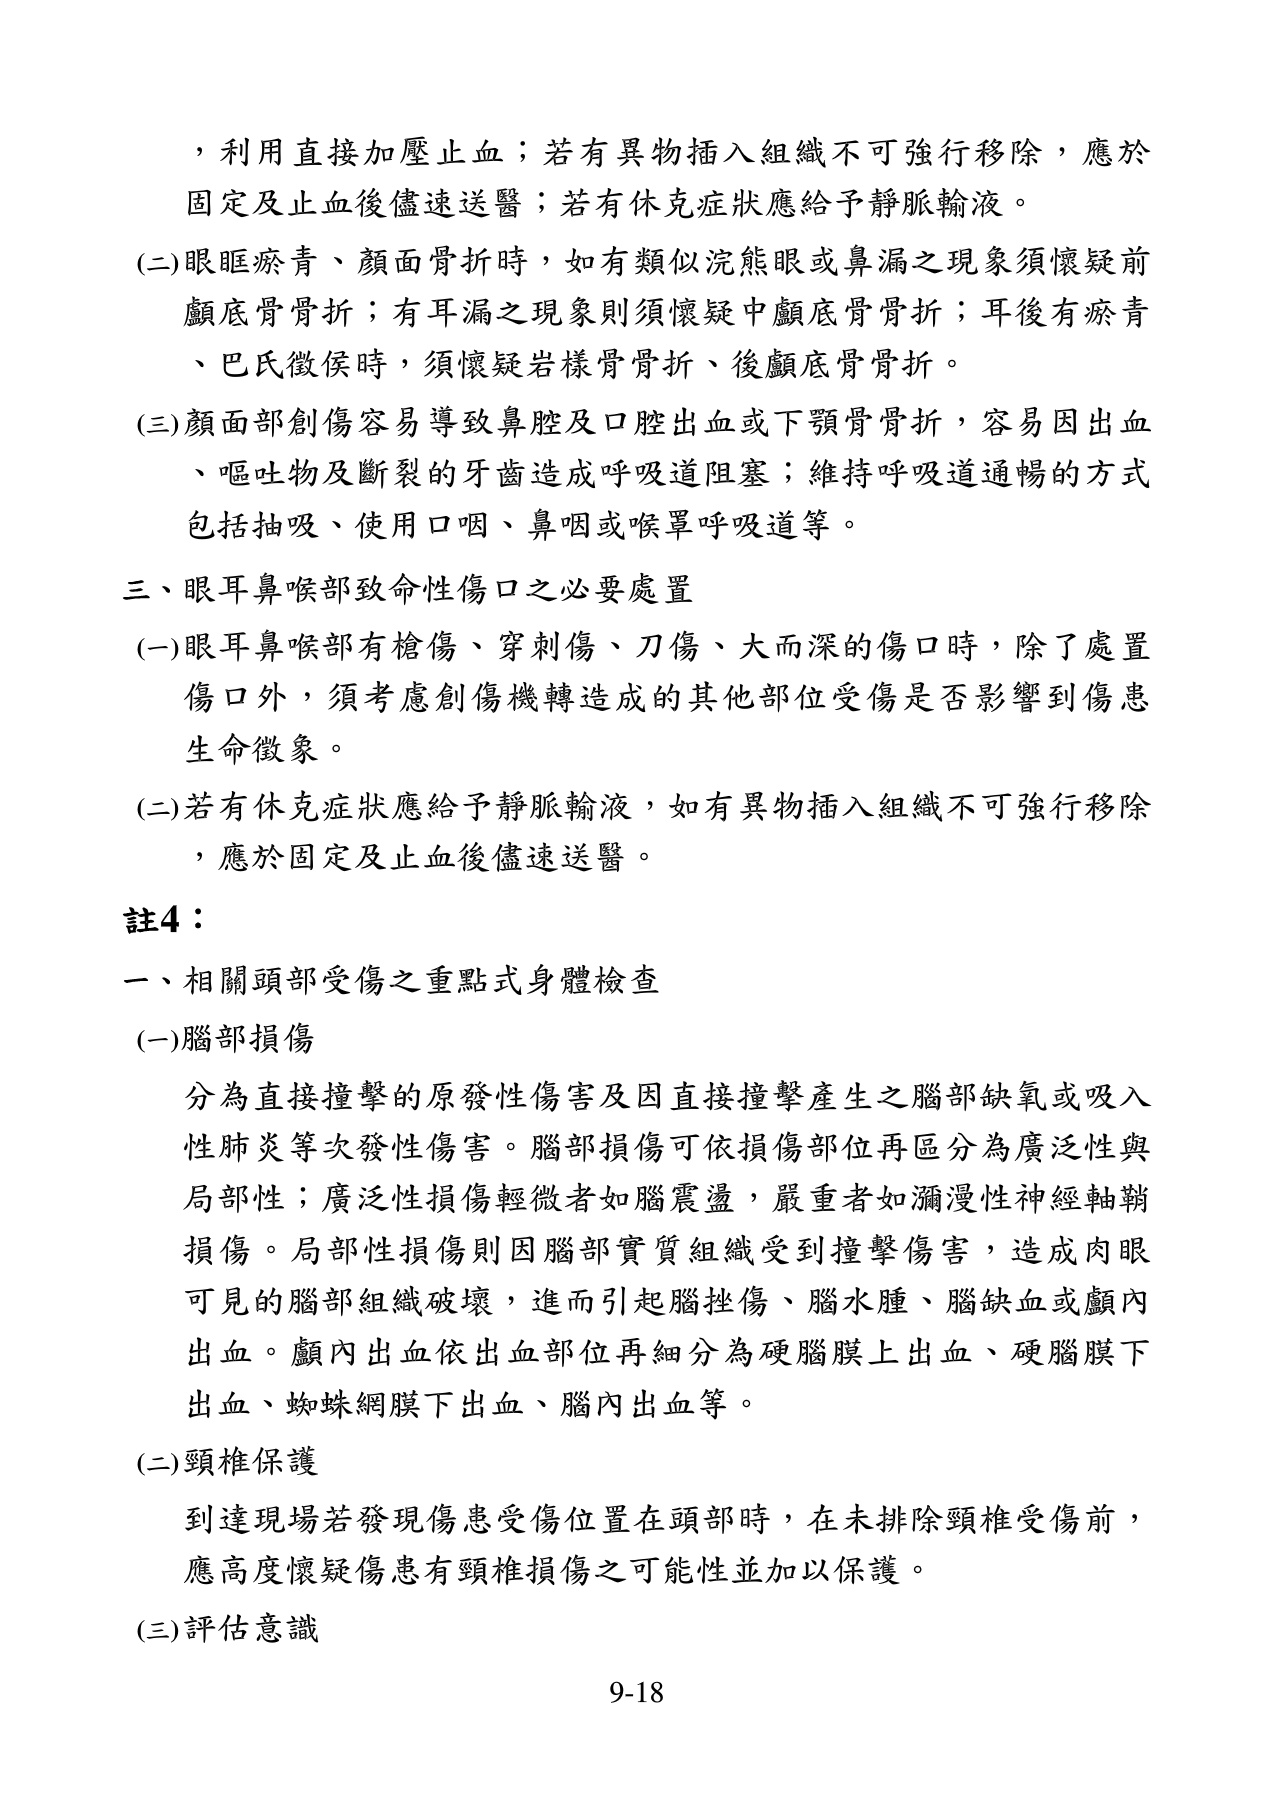 ，利用直接加壓止血；若有異物插入組織不可強行移除，應於
固定及止血後儘速送醫；若有休克症狀應給予靜脈輸液。
(二)眼眶瘀青、顏面骨折時，如有類似浣熊眼或鼻漏之現象須懷疑前
顱底骨骨折；有耳漏之現象則須懷疑中顱底骨骨折；耳後有瘀青
、巴氏徵侯時，須懷疑岩樣骨骨折、後顱底骨骨折。
(三)顏面部創傷容易導致鼻腔及口腔出血或下顎骨骨折，容易因出血
、嘔吐物及斷裂的牙齒造成呼吸道阻塞；維持呼吸道通暢的方式
包括抽吸、使用口咽、鼻咽或喉罩呼吸道等。
三、眼耳鼻喉部致命性傷口之必要處置
(一)眼耳鼻喉部有槍傷、穿刺傷、刀傷、大而深的傷口時，除了處置
傷口外，須考慮創傷機轉造成的其他部位受傷是否影響到傷患
生命徵象。
(二)若有休克症狀應給予靜脈輸液，如有異物插入組織不可強行移除
，應於固定及止血後儘速送醫。
註4：
一、相關頭部受傷之重點式身體檢查
(一)腦部損傷
分為直接撞擊的原發性傷害及因直接撞擊產生之腦部缺氧或吸入
性肺炎等次發性傷害。腦部損傷可依損傷部位再區分為廣泛性與
局部性；廣泛性損傷輕微者如腦震盪，嚴重者如瀰漫性神經軸鞘
損傷。局部性損傷則因腦部實質組織受到撞擊傷害，造成肉眼
可見的腦部組織破壞，進而引起腦挫傷、腦水腫、腦缺血或顱內
出血。顱內出血依出血部位再細分為硬腦膜上出血、硬腦膜下
出血、蜘蛛網膜下出血、腦內出血等。
(二)頸椎保護
到達現場若發現傷患受傷位置在頭部時，在未排除頸椎受傷前，
應高度懷疑傷患有頸椎損傷之可能性並加以保護。
(三)評估意識
9-18